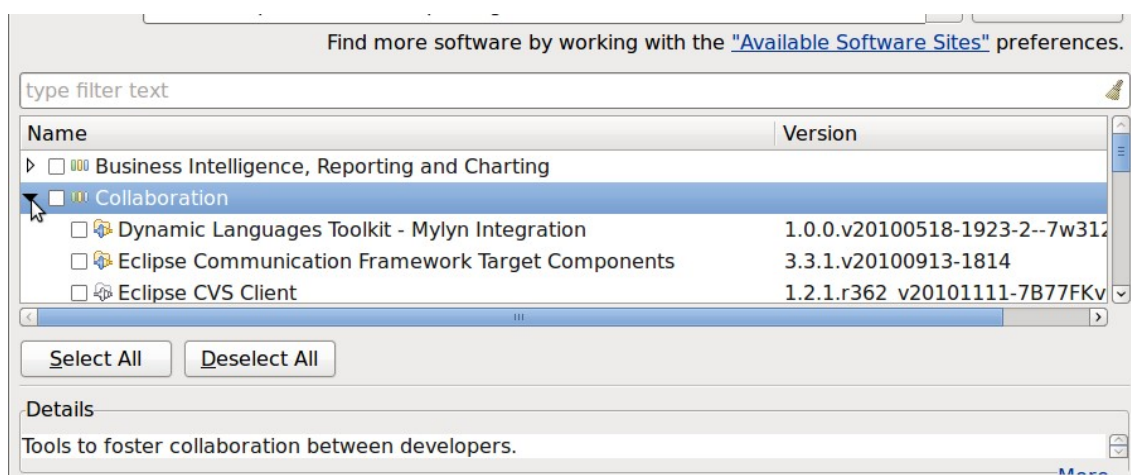 Find more software by working with the "Available Software Sites" preferences.
type filter text
Name Version
Business Intelligence, Reporting and Charting
Collaboration
Dynamic Languages Toolkit - Mylyn Integration 1.0.0.v20100518-1923-2--7w312
Eclipse Communication Framework Target Components 3.3.1.v20100913-1814
Eclipse CVS Client 1.2.1.r362_v20101111-7B77FKv
Select All Deselect All
Details
Tools to foster collaboration between developers.
More